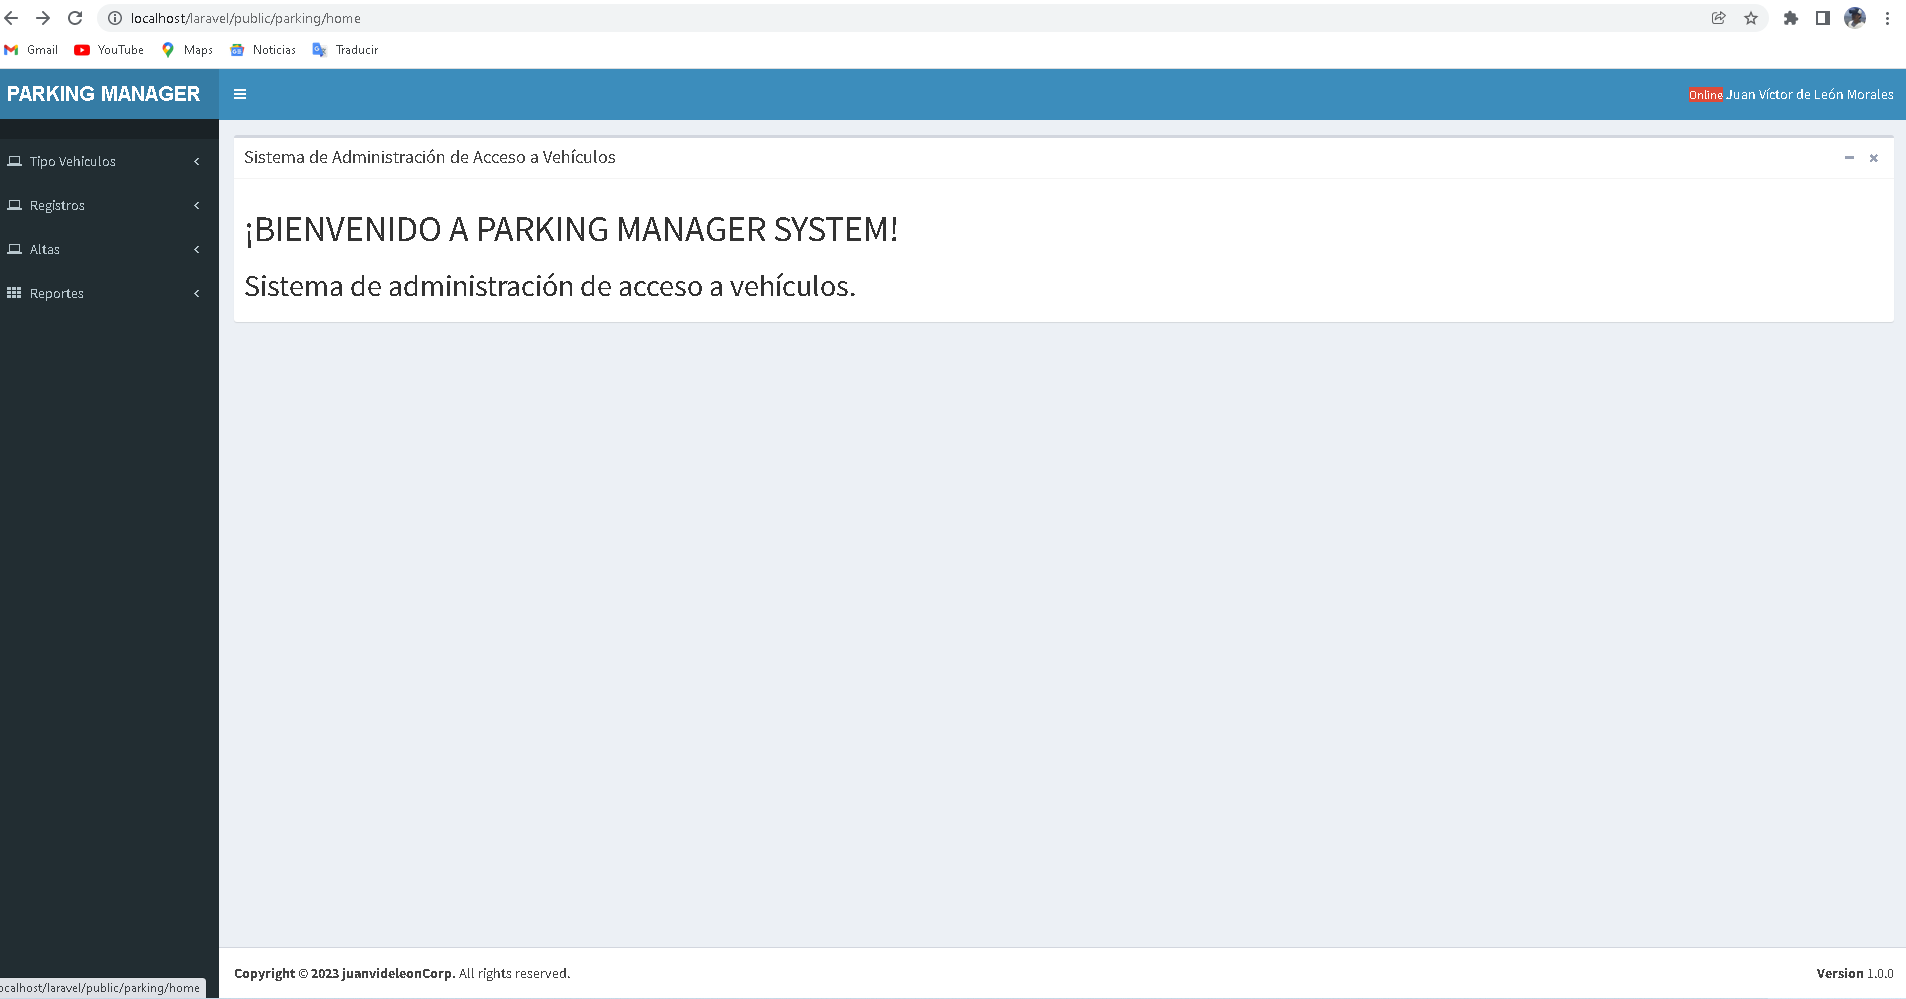 localhost/laravel/public/parking/home
Gmail YouTube Maps Noticias Traducir
PARKING MANAGER
Online Juan Víctor de León Morales
Tipo Vehiculos
Registros
Altas
Reportes
Sistema de Administración de Acceso a Vehículos
¡BIENVENIDO A PARKING MANAGER SYSTEM!
Sistema de administración de acceso a vehículos.
Copyright © 2023 juanvideleonCorp. All rights reserved.
Version 1.0.0
ocalhost/laravel/public/parking/home